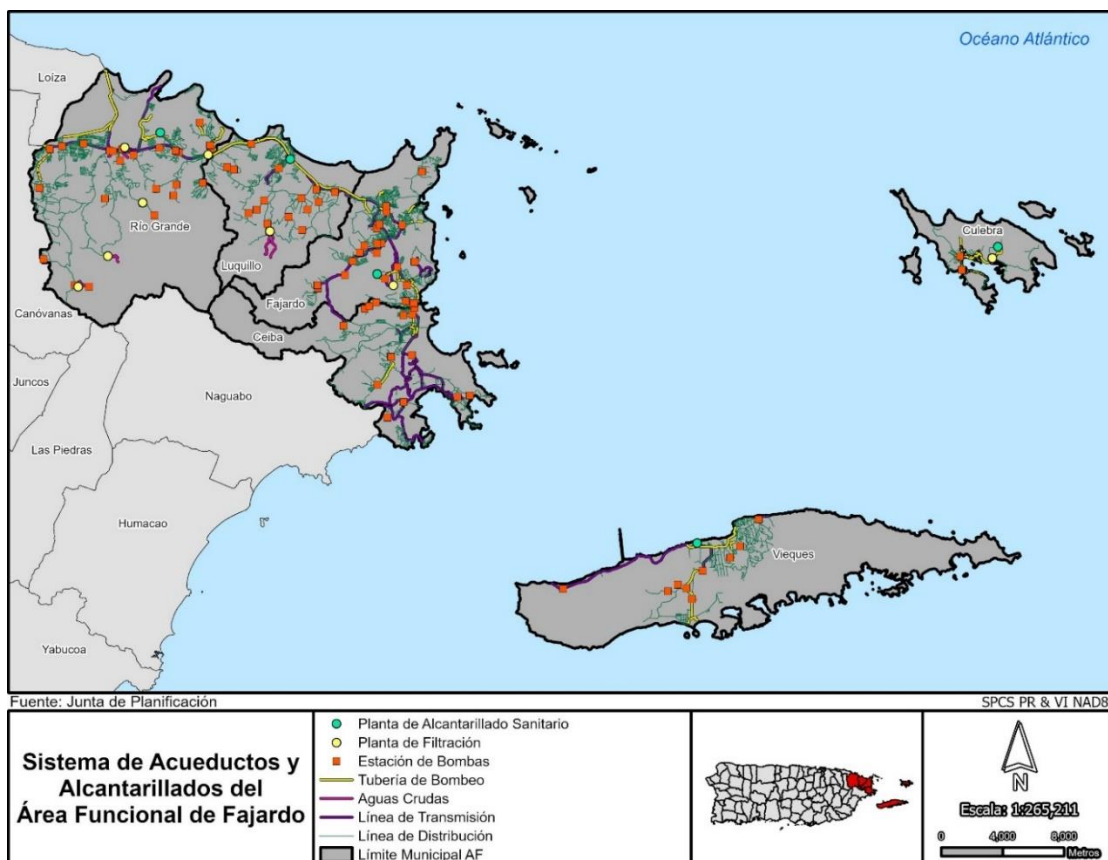 Océano Atlántico
Loíza
Río Grande
Culebra
Luquillo
Fajardo
Canóvanas
Ceiba
Juncos
Naguabo
Las Piedras
Humacao
Vieques
Yabucoa
Fuente: Junta de Planificación
SPCS PR & VI NAD8
Sistema de Acueductos y
Alcantarillados del
Área Funcional de Fajardo
Planta de Alcantarillado Sanitario
Planta de Filtración
Estación de Bombas
Tubería de Bombeo
Aguas Crudas
Línea de Transmisión
Línea de Distribución
Límite Municipal AF
N
Escala: 1:265,211
0 4,000 8,000
Metros